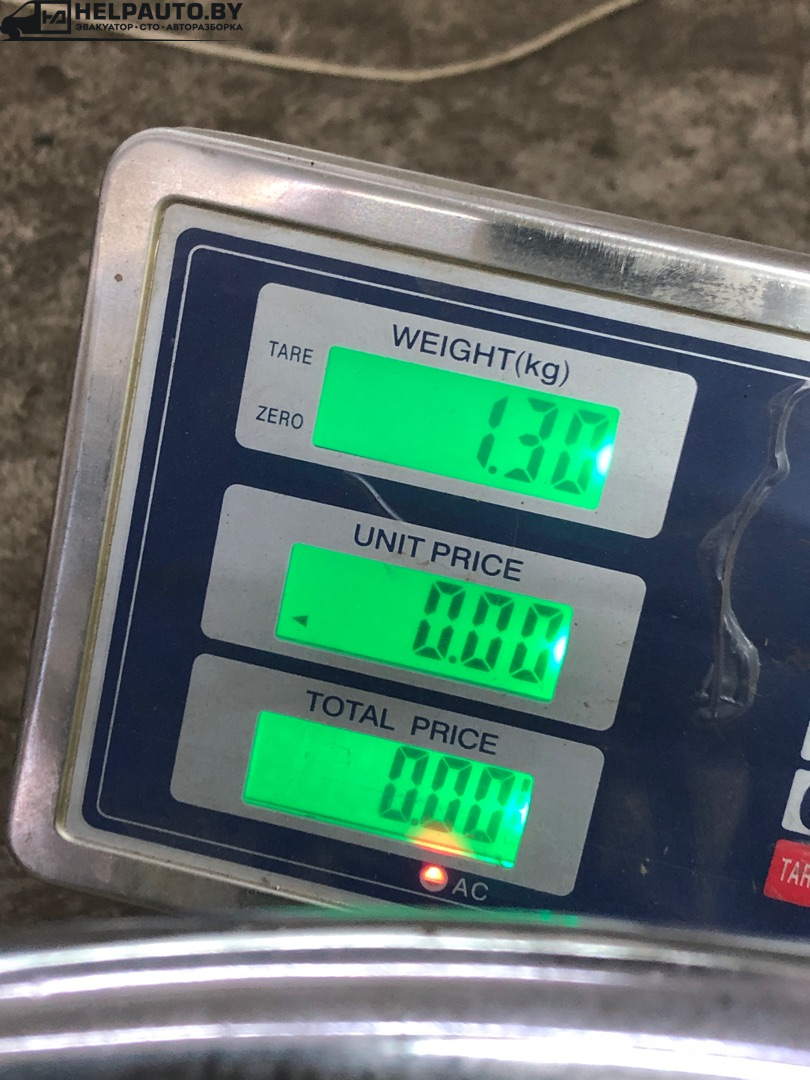 HELPAUTO.BY
ЭВАКУАТОР • СТО • АВТОРАЗБОРКА
WEIGHT(kg)
TARE
ZERO
1.30
UNIT PRICE
0.00
TOTAL PRICE
0.00
AC